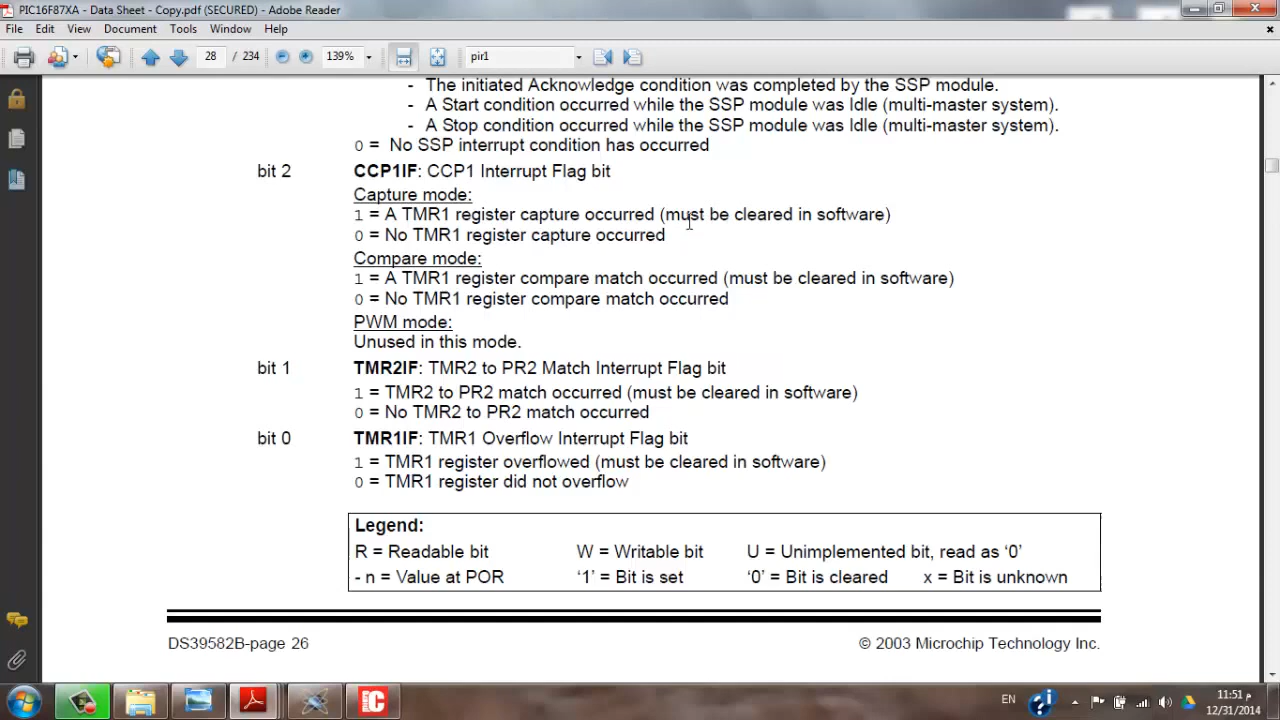 PIC16F87XA - Data Sheet - Copy.pdf (SECURED) - Adobe Reader
File Edit View Document Tools Window Help
28 / 234 139% pir1
- The initiated Acknowledge condition was completed by the SSP module.
- A Start condition occurred while the SSP module was Idle (multi-master system).
- A Stop condition occurred while the SSP module was Idle (multi-master system).
0 = No SSP interrupt condition has occurred
bit 2 CCP1IF: CCP1 Interrupt Flag bit
Capture mode:
1 = A TMR1 register capture occurred (must be cleared in software)
0 = No TMR1 register capture occurred
Compare mode:
1 = A TMR1 register compare match occurred (must be cleared in software)
0 = No TMR1 register compare match occurred
PWM mode:
Unused in this mode.
bit 1 TMR2IF: TMR2 to PR2 Match Interrupt Flag bit
1 = TMR2 to PR2 match occurred (must be cleared in software)
0 = No TMR2 to PR2 match occurred
bit 0 TMR1IF: TMR1 Overflow Interrupt Flag bit
1 = TMR1 register overflowed (must be cleared in software)
0 = TMR1 register did not overflow
Legend:
R = Readable bit W = Writable bit U = Unimplemented bit, read as ‘0’
- n = Value at POR ‘1’ = Bit is set ‘0’ = Bit is cleared x = Bit is unknown
DS39582B-page 26 © 2003 Microchip Technology Inc.
EN 11:51 م
12/31/2014